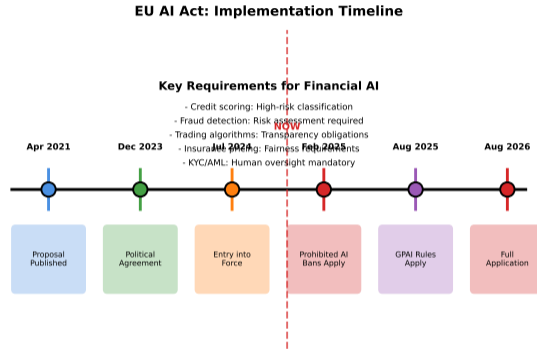 EU AI Act: Implementation Timeline
Key Requirements for Financial AI
- Credit scoring: High-risk classification
- Fraud detection: Risk assessment required
NOW
- Trading algorithms: Transparency obligations
- Insurance pricing: Fairness requirements
- KYC/AML: Human oversight mandatory
Apr 2021
Dec 2023
Jul 2024
Feb 2025
Aug 2025
Aug 2026
Proposal
Published
Political
Agreement
Entry into
Force
Prohibited AI
Bans Apply
GPAI Rules
Apply
Full
Application